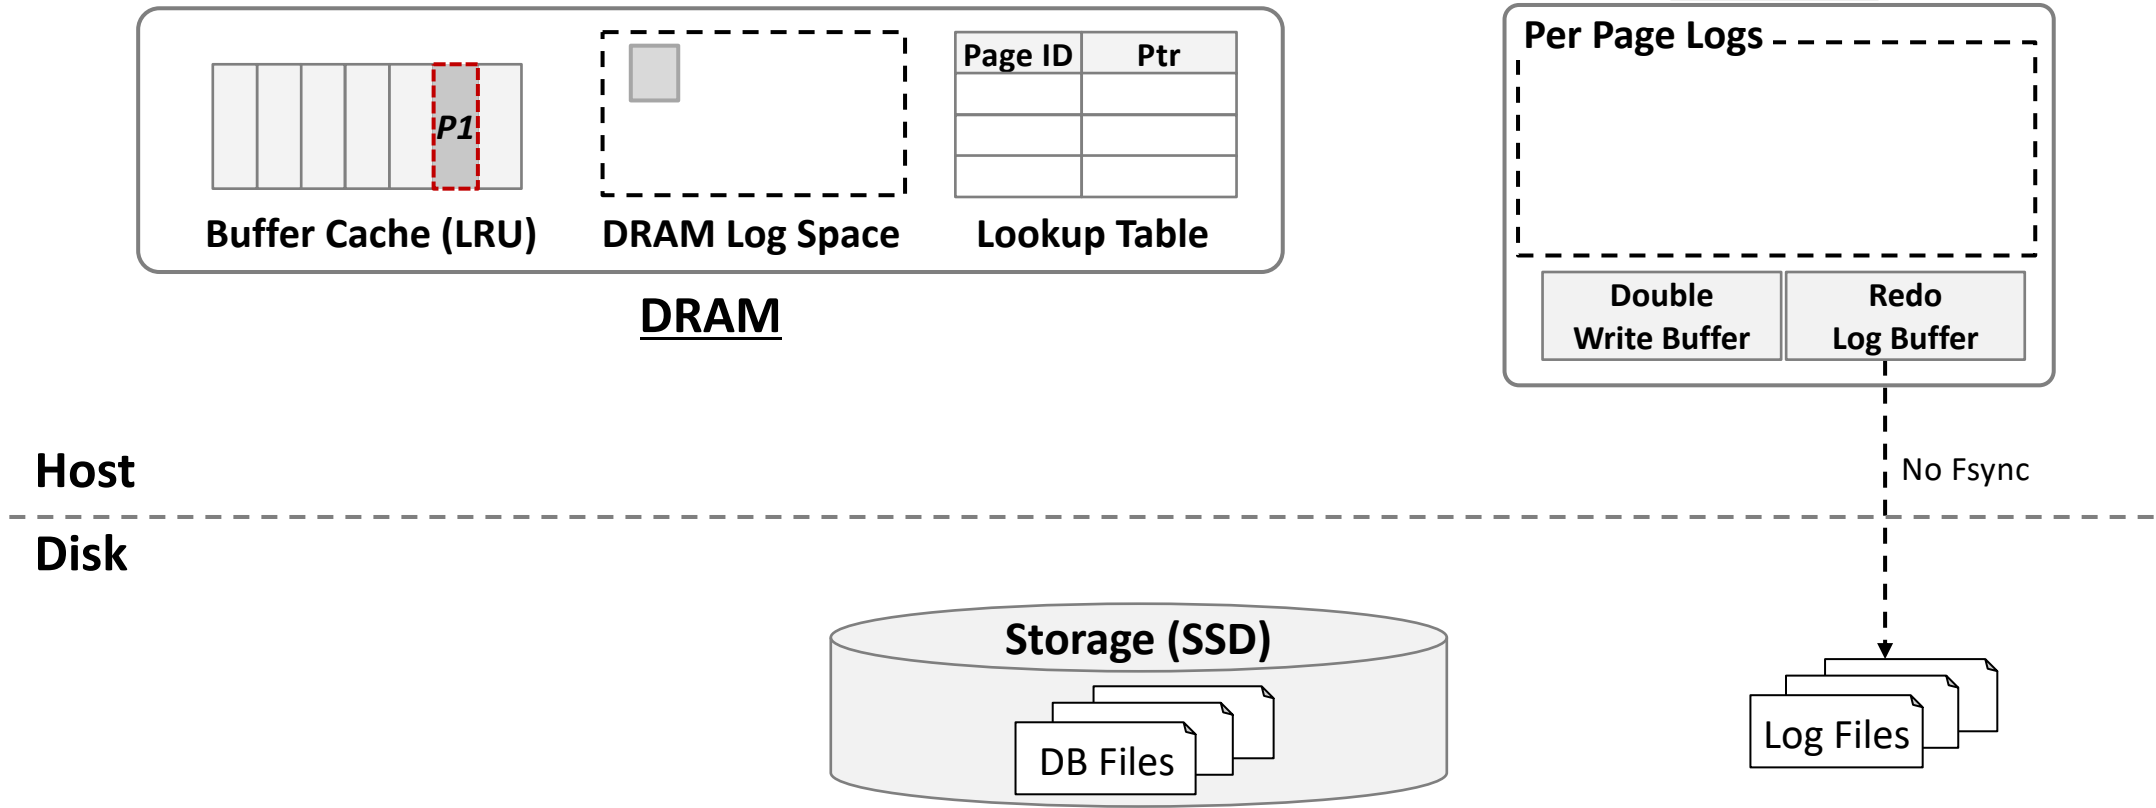 Page ID
Ptr
P1
Buffer Cache (LRU)
DRAM Log Space
Lookup Table
DRAM
Per Page Logs
Double
Write Buffer
Redo
Log Buffer
Host
No Fsync
Disk
Storage (SSD)
DB Files
Log Files